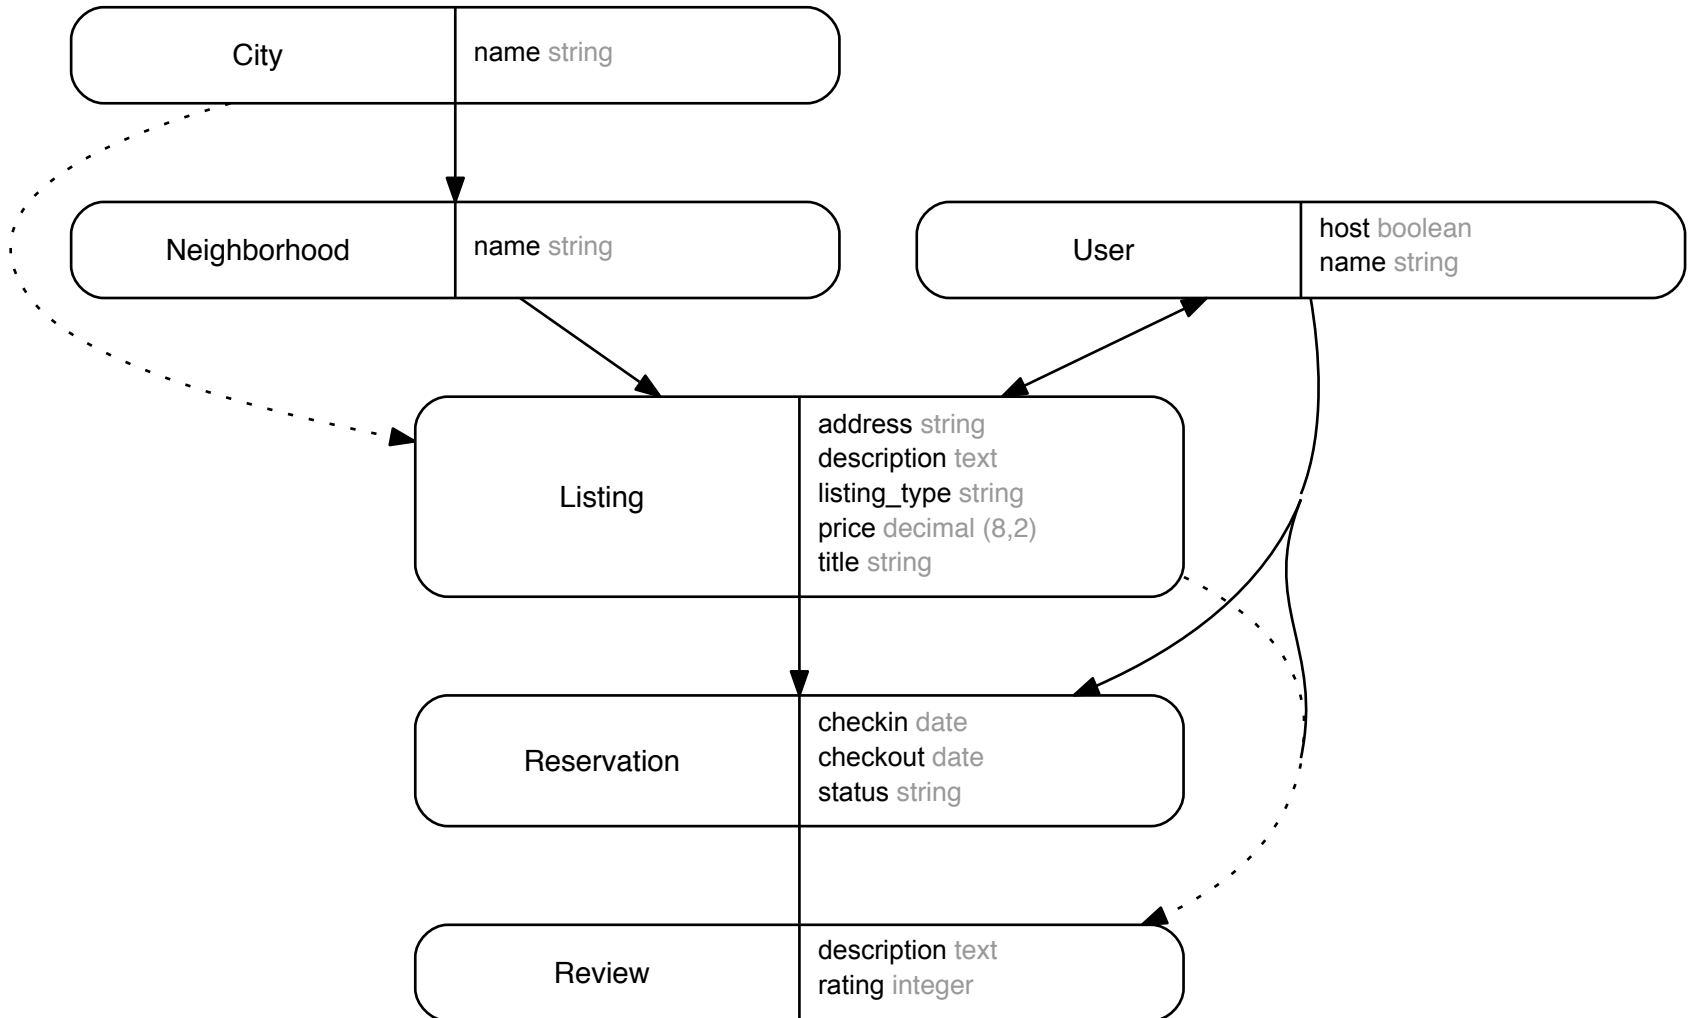 City
name string
Neighborhood
name string
User
host boolean
name string
Listing
address string
description text
listing_type string
price decimal (8,2)
title string
Reservation
checkin date
checkout date
status string
Review
description text
rating integer